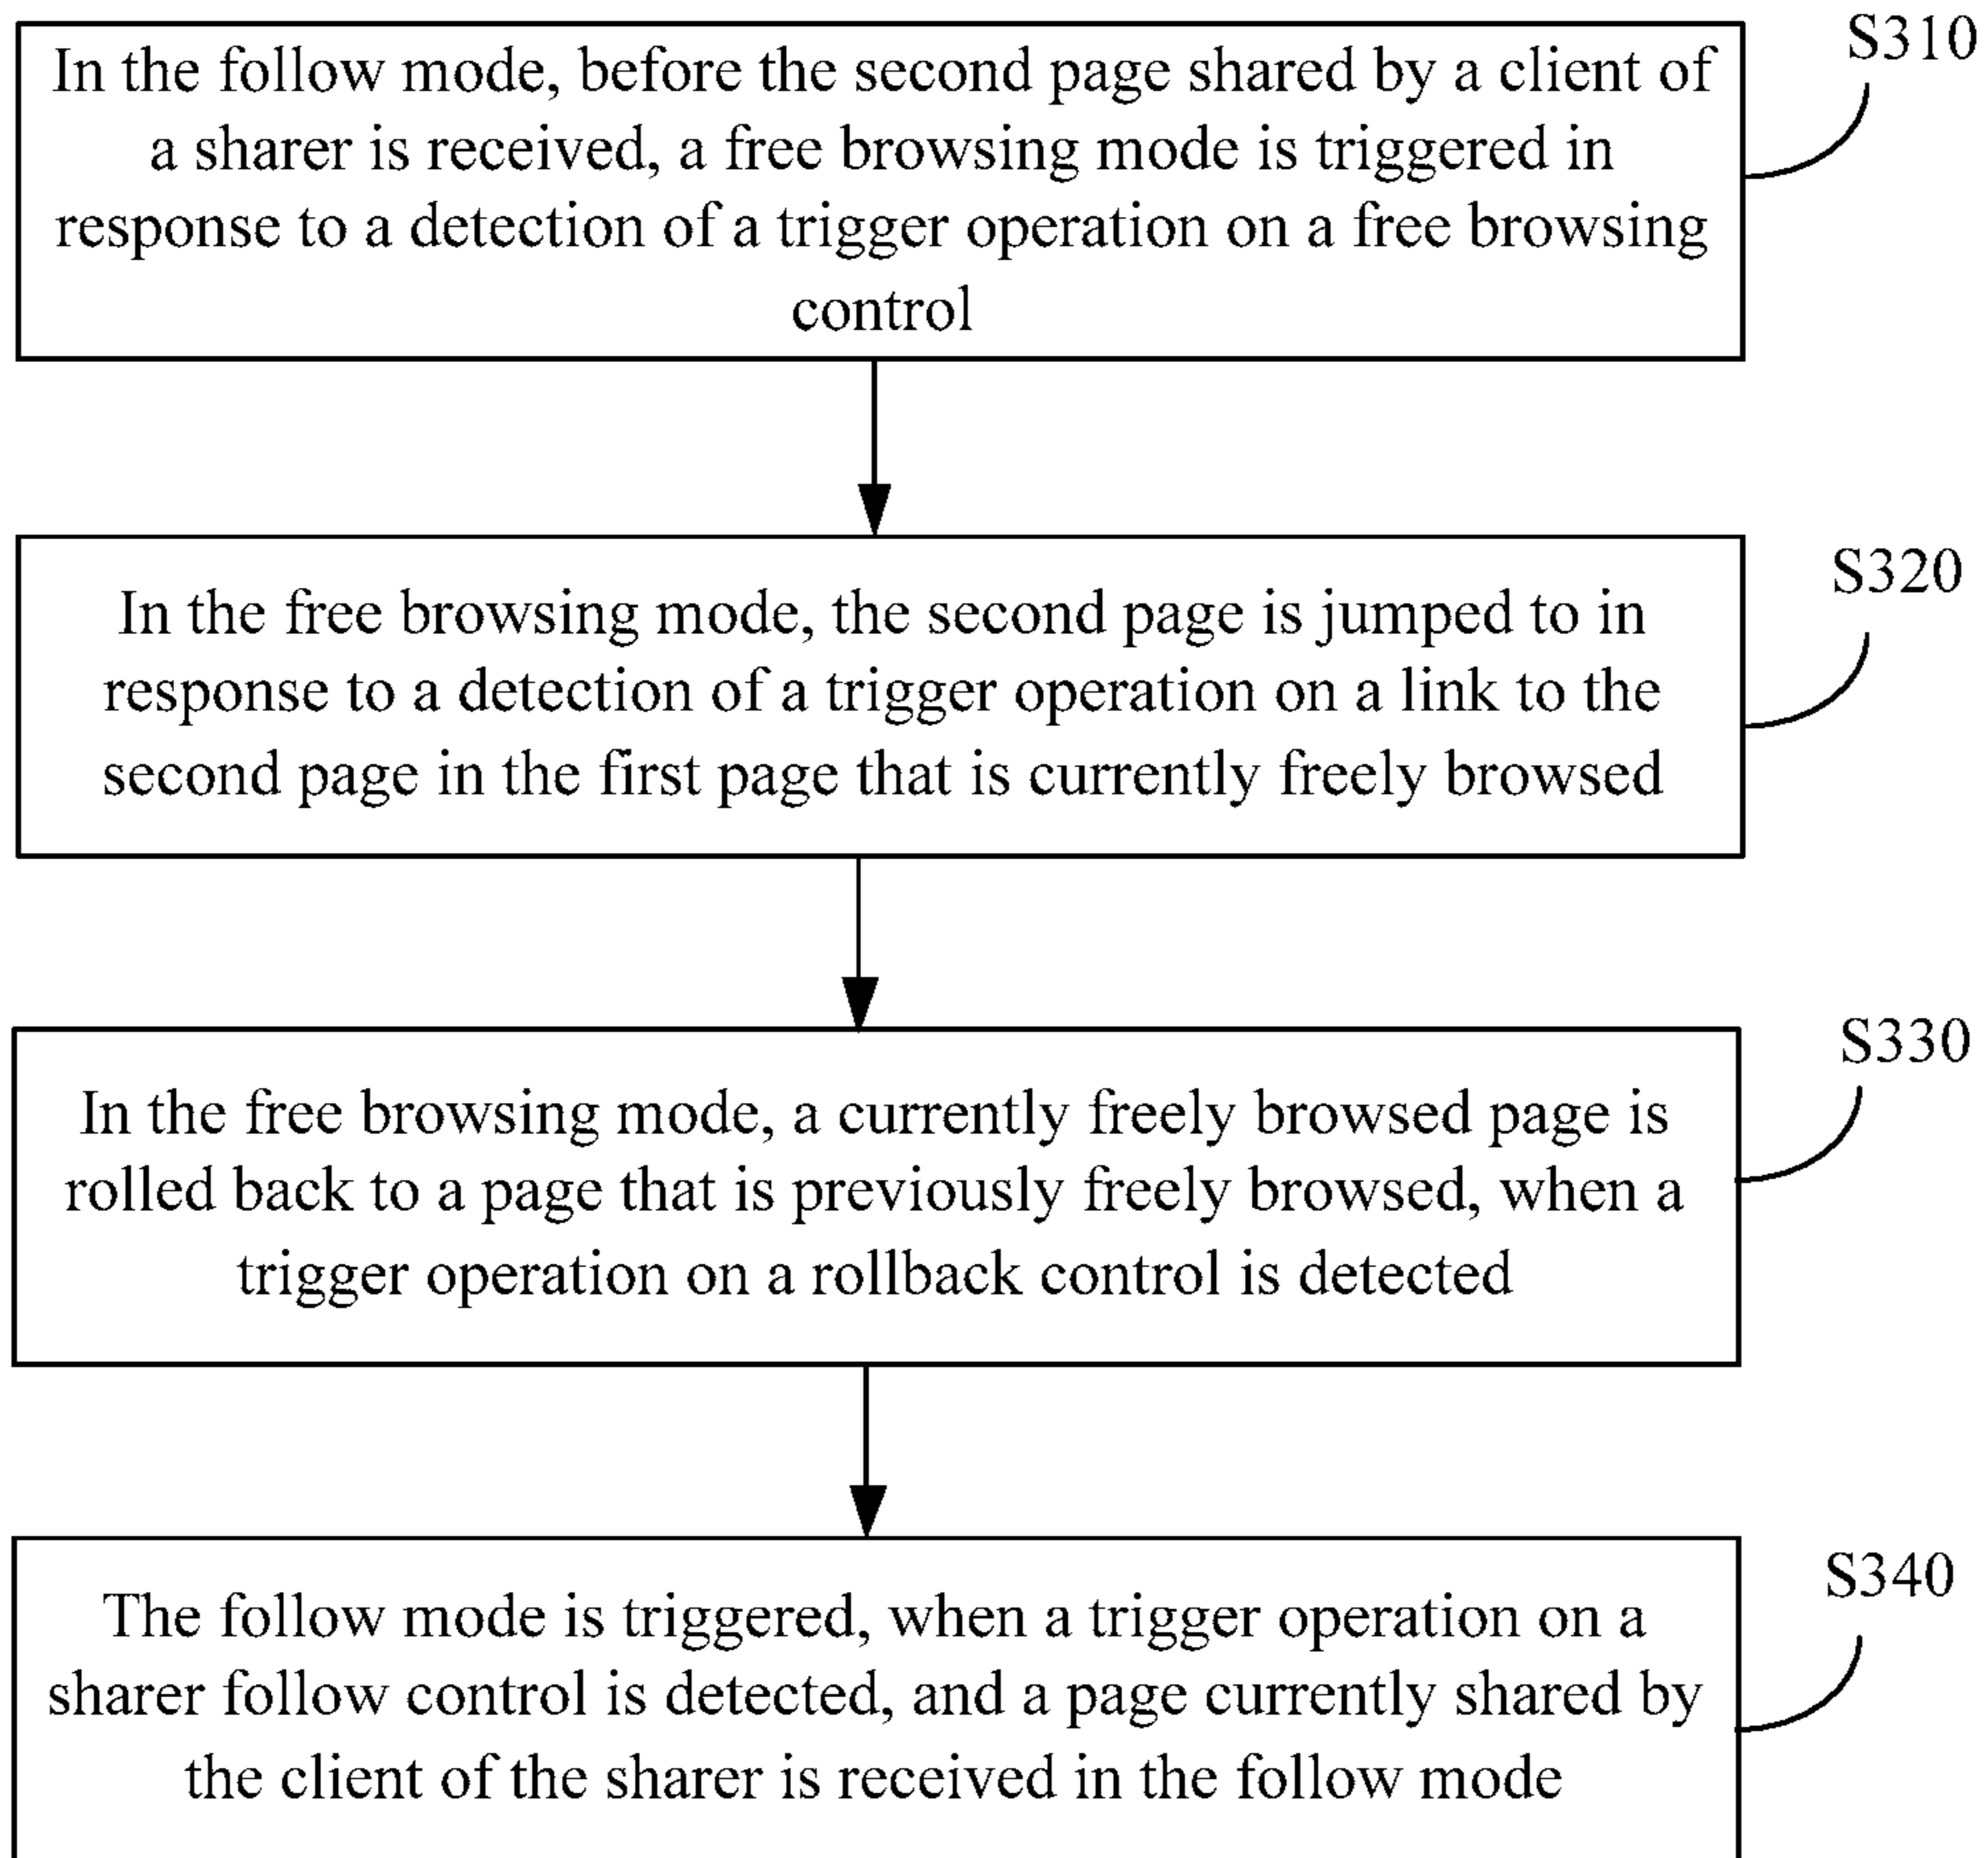 In the follow mode, before the second page shared by a client of
a sharer is received, a free browsing mode is triggered in
response to a detection of a trigger operation on a free browsing
control
S310
In the free browsing mode, the second page is jumped to in
response to a detection of a trigger operation on a link to the
second page in the first page that is currently freely browsed
S320
In the free browsing mode, a currently freely browsed page is
rolled back to a page that is previously freely browsed, when a
trigger operation on a rollback control is detected
S330
The follow mode is triggered, when a trigger operation on a
sharer follow control is detected, and a page currently shared by
the client of the sharer is received in the follow mode
S340